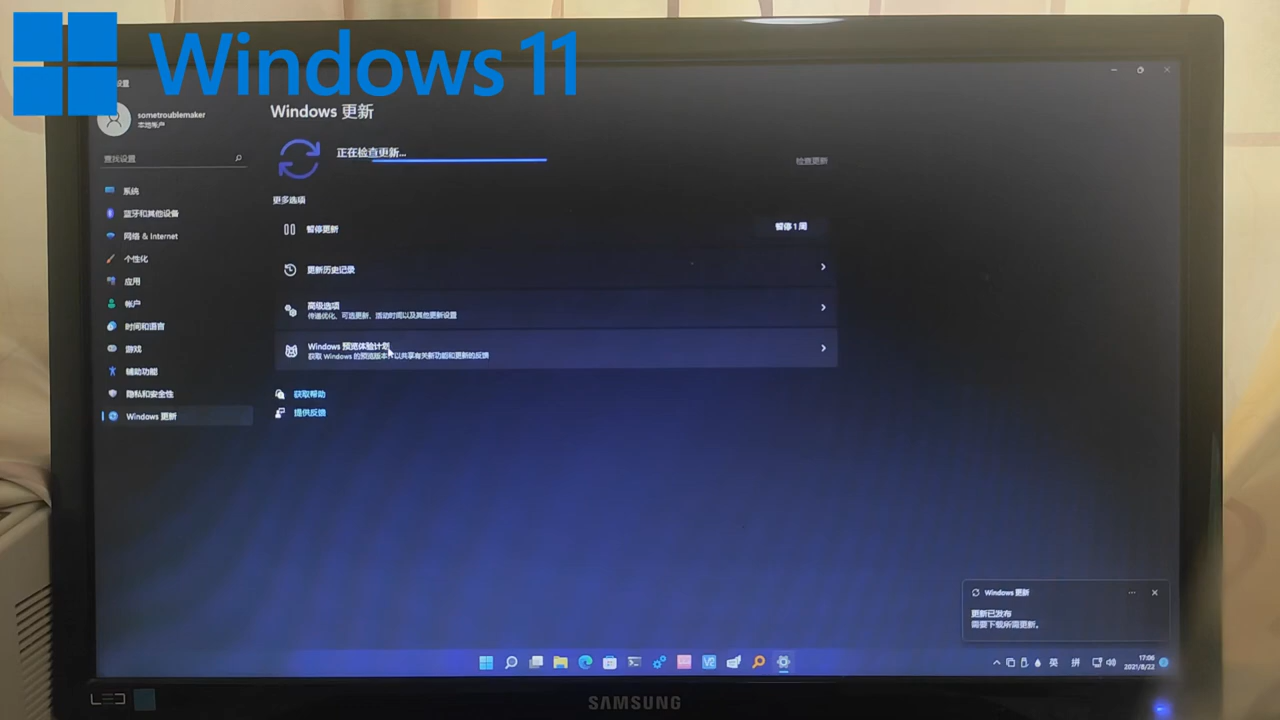 Windows 11
设置
sometroublemaker
本地帐户
查找设置
系统
蓝牙和其他设备
网络 & Internet
个性化
应用
帐户
时间和语言
游戏
辅助功能
隐私和安全性
Windows 更新
Windows 更新
正在检查更新...
检查更新
更多选项
暂停更新
暂停 1 周
更新历史记录
高级选项
传递优化、可选更新、活动时间以及其他更新设置
Windows 预览体验计划
获取 Windows 的预览版本，以共享有关新功能和更新的反馈
获取帮助
提供反馈
Windows 更新
更新已发布
需要下载所需更新。
英
拼
17:06
2021/8/22
LED
SAMSUNG